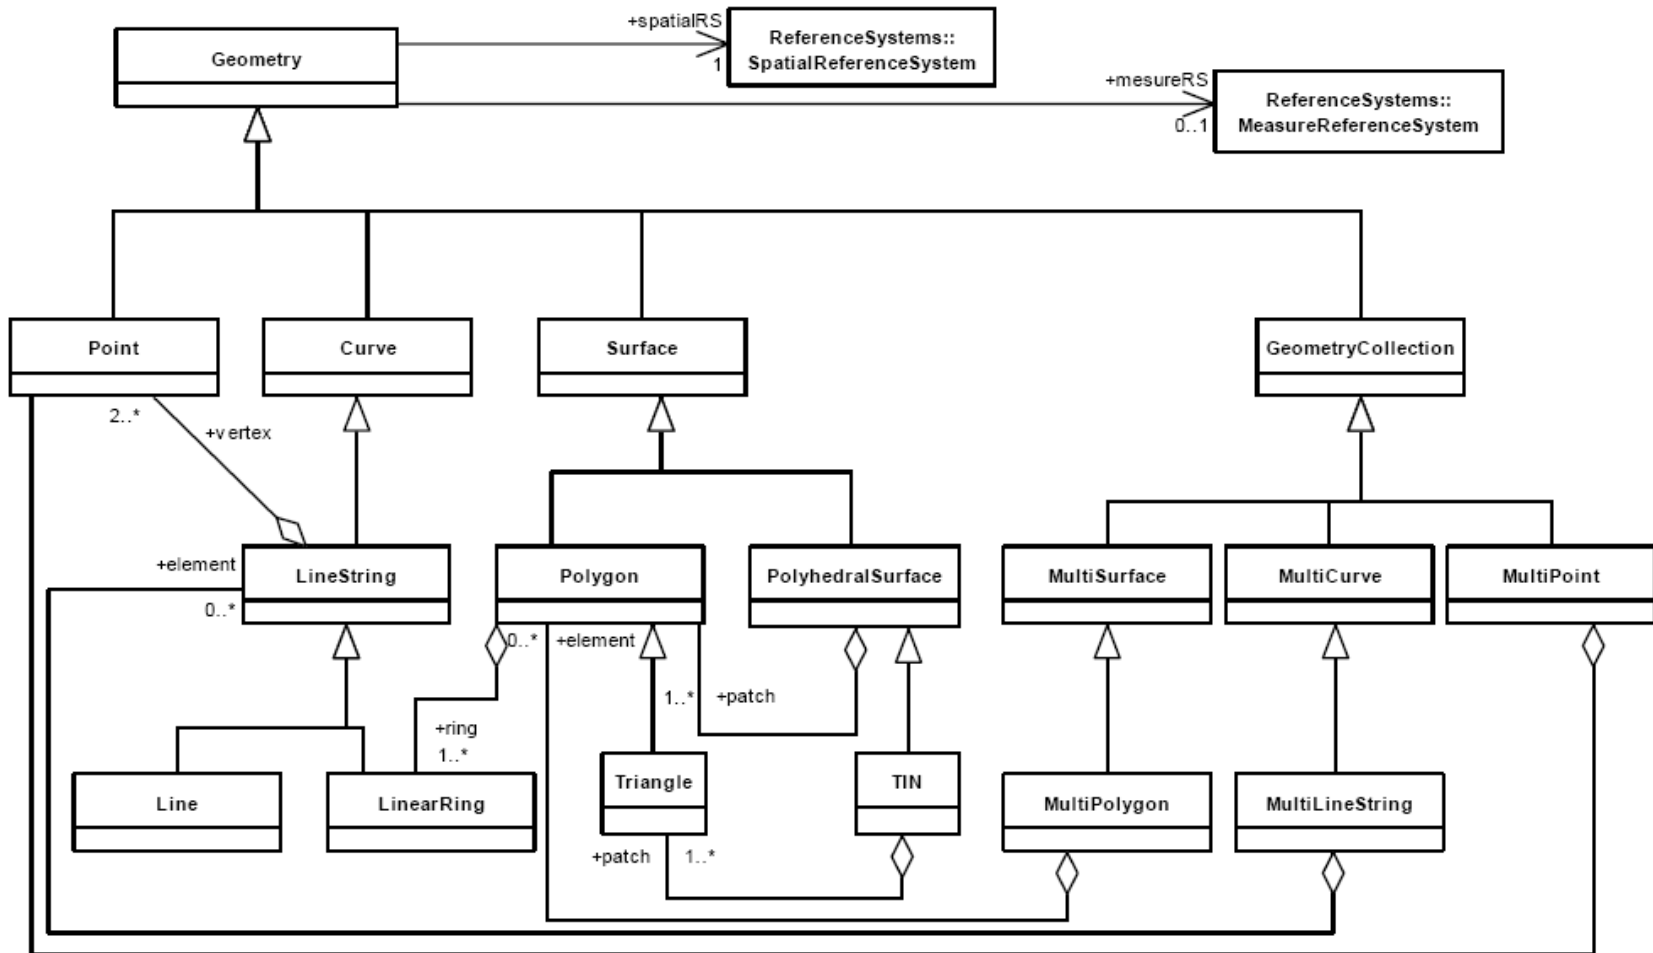 +spatialRS
1
ReferenceSystems::
SpatialReferenceSystem
Geometry
+mesureRS
0..1
ReferenceSystems::
MeasureReferenceSystem
Point
Curve
Surface
GeometryCollection
2..*
+vertex
+element
0..*
LineString
Polygon
PolyhedralSurface
MultiSurface
MultiCurve
MultiPoint
0..*
+element
1..*
+patch
+ring
1..*
Line
LinearRing
Triangle
TIN
MultiPolygon
MultiLineString
+patch
1..*